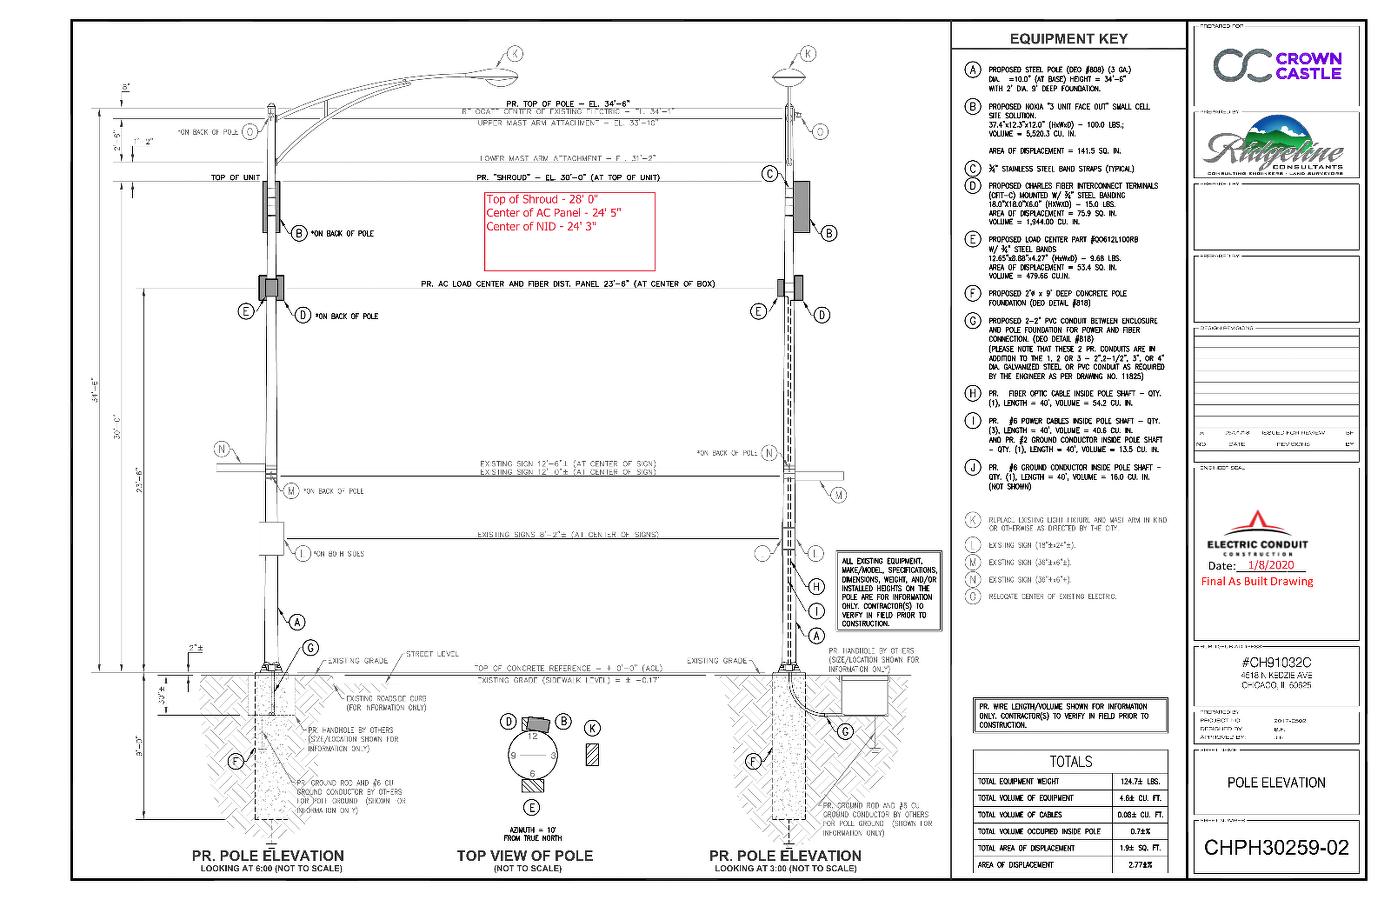 K
K
8"
PR. TOP OF POLE - EL. 34'-6"
UPPER MAST ARM ATTACHMENT - EL. 33'-10"
*ON BACK OF POLE
O
O
2'-8"
1'-2"
LOWER MAST ARM ATTACHMENT - EL. 31'-2"
TOP OF UNIT
PR. "SHROUD" - EL. 30'-0" (AT TOP OF UNIT)
C
Top of Shroud - 28' 0"
Center of AC Panel - 24' 5"
Center of NID - 24' 3"
B
*ON BACK OF POLE
B
PR. AC LOAD CENTER AND FIBER DIST. PANEL 23'-6" (AT CENTER OF BOX)
E
D
*ON BACK OF POLE
E
D
34'-6"
30'-0"
23'-6"
N
EXISTING SIGN 12'-6"± (AT CENTER OF SIGN)
EXISTING SIGN 12'-0"± (AT CENTER OF SIGN)
*ON BACK OF POLE
N
M
*ON BACK OF POLE
M
EXISTING SIGNS 8'-2"± (AT CENTER OF SIGNS)
*ON BOTH SIDES
ALL EXISTING EQUIPMENT,
MAKE/MODEL, SPECIFICATIONS,
DIMENSIONS, WEIGHT, AND/OR
INSTALLED HEIGHTS ON THE
POLE ARE FOR INFORMATION
ONLY. CONTRACTOR(S) TO
VERIFY IN FIELD PRIOR TO
CONSTRUCTION.
H
I
A
A
G
2"±
EXISTING GRADE
STREET LEVEL
TOP OF CONCRETE REFERENCE - ± 0'-0" (AGL)
EXISTING GRADE (SIDEWALK LEVEL) = ± -0.17'
EXISTING GRADE
PR. HANDHOLE BY OTHERS
(SIZE/LOCATION SHOWN FOR
INFORMATION ONLY)
30"±
EXISTING ROADSIDE CURB
(FOR INFORMATION ONLY)
PR. HANDHOLE BY OTHERS
(SIZE/LOCATION SHOWN FOR
INFORMATION ONLY)
9'-0"
F
PR. GROUND ROD AND #6 CU
GROUND CONDUCTOR BY OTHERS
FOR POLE GROUND (SHOWN FOR
INFORMATION ONLY)
D
B
K
12
9
3
6
E
AZIMUTH = 10°
FROM TRUE NORTH
G
F
PR. GROUND ROD AND #6 CU
GROUND CONDUCTOR BY OTHERS
FOR POLE GROUND (SHOWN FOR
INFORMATION ONLY)
PR. POLE ELEVATION
LOOKING AT 6:00 (NOT TO SCALE)
TOP VIEW OF POLE
(NOT TO SCALE)
PR. POLE ELEVATION
LOOKING AT 3:00 (NOT TO SCALE)
EQUIPMENT KEY
A PROPOSED STEEL POLE (DEO #808) (3 GA.)
DIA. =10.0" (AT BASE) HEIGHT = 34'-6"
WITH 2' DIA. 9' DEEP FOUNDATION.
B PROPOSED NOKIA "3 UNIT FACE OUT" SMALL CELL
SITE SOLUTION.
37.4"x12.3"x12.0" (HxWxD) - 100.0 LBS.;
VOLUME = 5,520.3 CU. IN.
AREA OF DISPLACEMENT = 141.5 SQ. IN.
C ¾" STAINLESS STEEL BAND STRAPS (TYPICAL)
D PROPOSED CHARLES FIBER INTERCONNECT TERMINALS
(CFIT-C) MOUNTED W/ ¾" STEEL BANDING
18.0"X18.0"X6.0" (HxWxD) - 15.0 LBS.
AREA OF DISPLACEMENT = 75.9 SQ. IN.
VOLUME = 1,944.00 CU. IN.
E PROPOSED LOAD CENTER PART #QO0612L100RB
W/ ¾" STEEL BANDS
12.65"x8.88"x4.27" (HxWxD) - 9.68 LBS.
AREA OF DISPLACEMENT = 53.4 SQ. IN.
VOLUME = 479.66 CU.IN.
F PROPOSED 2'ø x 9' DEEP CONCRETE POLE
FOUNDATION (DEO DETAIL #818)
G PROPOSED 2-2" PVC CONDUIT BETWEEN ENCLOSURE
AND POLE FOUNDATION FOR POWER AND FIBER
CONNECTION. (DEO DETAIL #818)
(PLEASE NOTE THAT THESE 2 PR. CONDUITS ARE IN
ADDITION TO THE 1, 2 OR 3 - 2",2-1/2", 3", OR 4"
DIA. GALVANIZED STEEL OR PVC CONDUIT AS REQUIRED
BY THE ENGINEER AS PER DRAWING NO. 11825)
H PR. FIBER OPTIC CABLE INSIDE POLE SHAFT - QTY.
(1), LENGTH = 40', VOLUME = 54.2 CU. IN.
I PR. #6 POWER CABLES INSIDE POLE SHAFT - QTY.
(3), LENGTH = 40', VOLUME = 40.6 CU. IN.
AND PR. #2 GROUND CONDUCTOR INSIDE POLE SHAFT
- QTY. (1), LENGTH = 40', VOLUME = 13.5 CU. IN.
J PR. #6 GROUND CONDUCTOR INSIDE POLE SHAFT -
QTY. (1), LENGTH = 40', VOLUME = 16.0 CU. IN.
(NOT SHOWN)
K REPLACE EXISTING LIGHT FIXTURE AND MAST ARM IN KIND
OR OTHERWISE AS DIRECTED BY THE CITY.
EXISTING SIGN (18"±x24"±).
M EXISTING SIGN (36"±x6"±).
N EXISTING SIGN (36"±x6"±).
RELOCATE CENTER OF EXISTING ELECTRIC.
PR. WIRE LENGTH/VOLUME SHOWN FOR INFORMATION
ONLY. CONTRACTOR(S) TO VERIFY IN FIELD PRIOR TO
CONSTRUCTION.
TOTALS
TOTAL EQUIPMENT WEIGHT 124.7± LBS.
TOTAL VOLUME OF EQUIPMENT 4.6± CU. FT.
TOTAL VOLUME OF CABLES 0.08± CU. FT.
TOTAL VOLUME OCCUPIED INSIDE POLE 0.7±%
TOTAL AREA OF DISPLACEMENT 1.9± SQ. FT.
AREA OF DISPLACEMENT 2.77±%
PREPARED FOR
CROWN
CASTLE
PREPARED BY
Ridgeline
CONSULTANTS
CONSULTING ENGINEERS • LAND SURVEYORS
DESIGN REVISIONS
ISSUED FOR REVIEW
NO. DATE REVISIONS BY
ENGINEER SEAL
ELECTRIC CONDUIT
CONSTRUCTION
Date: 1/8/2020
Final As Built Drawing
#CH91032C
4618 N KEDZIE AVE
CHICAGO, IL 60625
PREPARED BY
PROJECT NO.
DESIGNED BY:
APPROVED BY:
SHEET NAME
POLE ELEVATION
SHEET NUMBER
CHPH30259-02